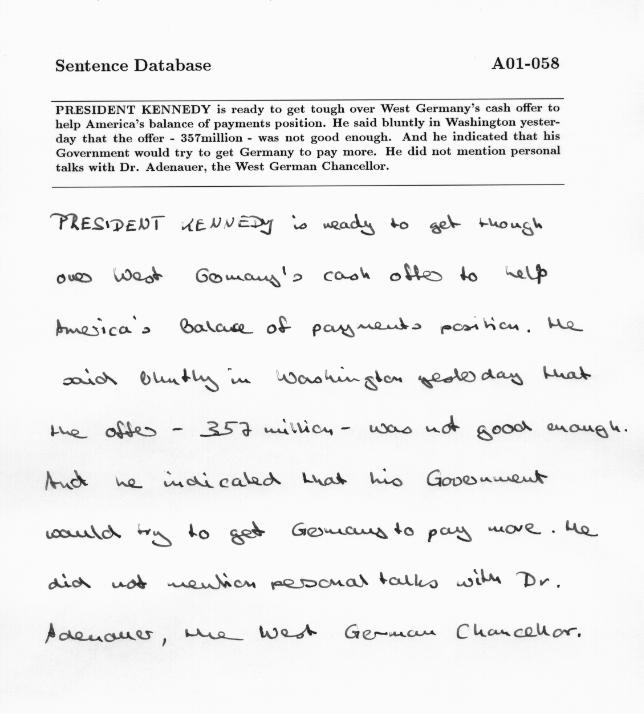 Sentence Database A01-058
PRESIDENT KENNEDY is ready to get tough over West Germany's cash offer to
help America's balance of payments position. He said bluntly in Washington yester-
day that the offer - 357million - was not good enough. And he indicated that his
Government would try to get Germany to pay more. He did not mention personal
talks with Dr. Adenauer, the West German Chancellor.
PRESIDENT KENNEDY is ready to get though
over West Germany's cash offer to help
America's Balance of payments position. He
said bluntly in Washington yesterday that
the offer - 357 million - was not good enough.
And he indicated that his Government
would try to get Germany to pay more. He
did not mention personal talks with Dr.
Adenauer, the West German Chancellor.